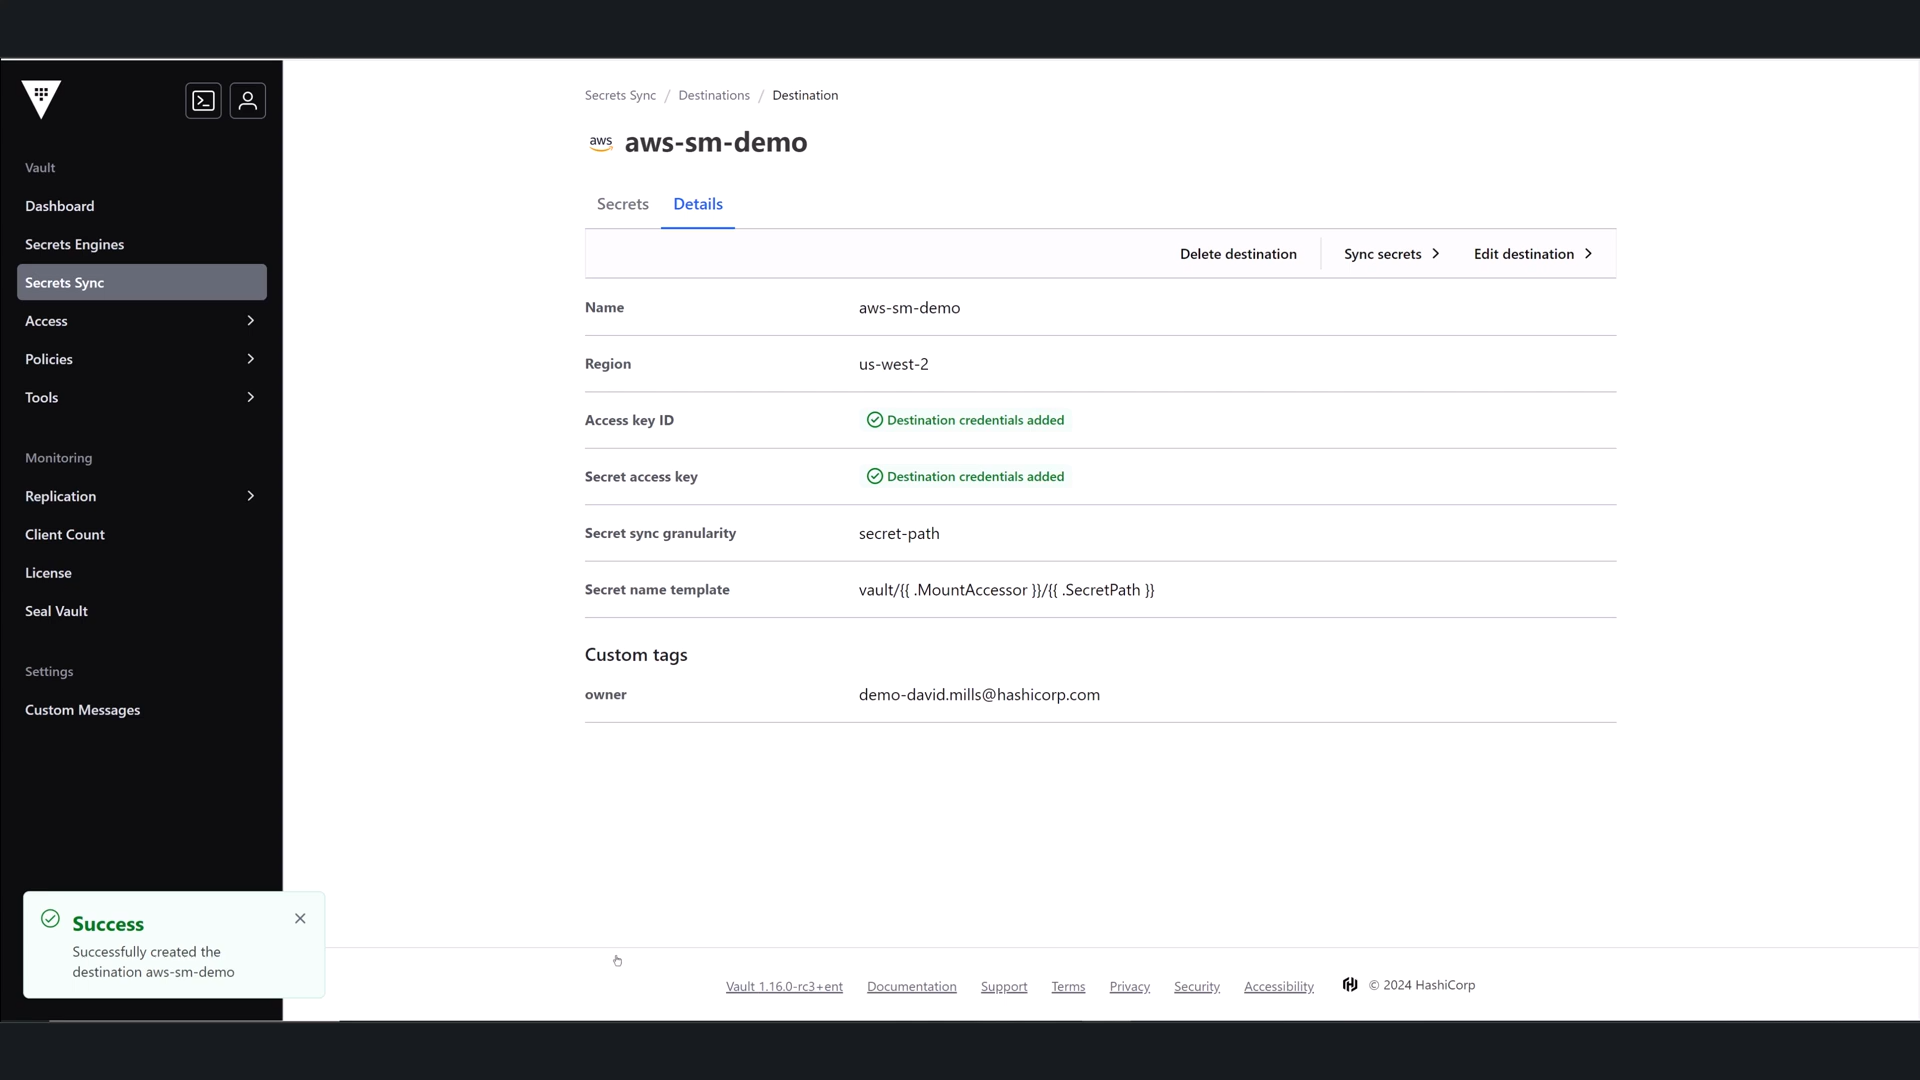 Vault
Dashboard
Secrets Engines
Secrets Sync
Access
Policies
Tools
Monitoring
Replication
Client Count
License
Seal Vault
Settings
Custom Messages
Success
Successfully created the
destination aws-sm-demo
Secrets Sync / Destinations / Destination
aws aws-sm-demo
Secrets Details
Delete destination Sync secrets Edit destination
Name aws-sm-demo
Region us-west-2
Access key ID Destination credentials added
Secret access key Destination credentials added
Secret sync granularity secret-path
Secret name template vault/{{ .MountAccessor }}/{{ .SecretPath }}
Custom tags
owner demo-david.mills@hashicorp.com
Vault 1.16.0-rc3+ent Documentation Support Terms Privacy Security Accessibility © 2024 HashiCorp